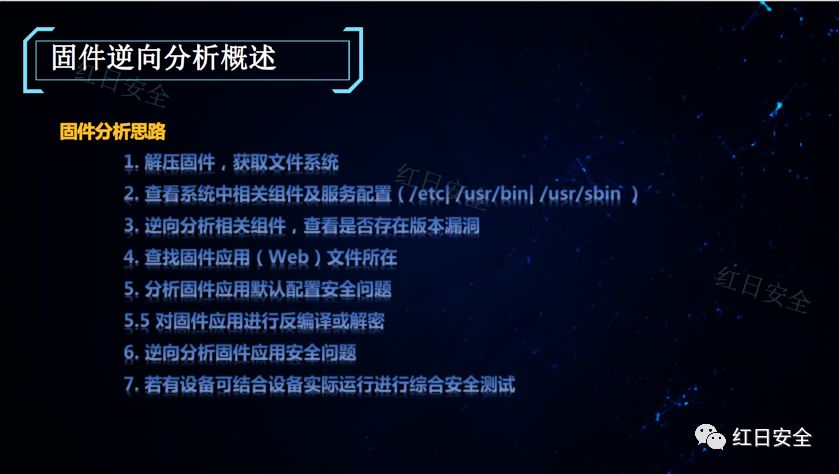 固件逆向分析概述
红日安全
固件分析思路
1. 解压固件，获取文件系统
红日安全
2. 查看系统中相关组件及服务配置（/etc| /usr/bin| /usr/sbin ）
3. 逆向分析相关组件，查看是否存在版本漏洞
4. 查找固件应用（Web）文件所在
红日安全
5. 分析固件应用默认配置安全问题
5.5 对固件应用进行反编译或解密
6. 逆向分析固件应用安全问题
7. 若有设备可结合设备实际运行进行综合安全测试
红日安全